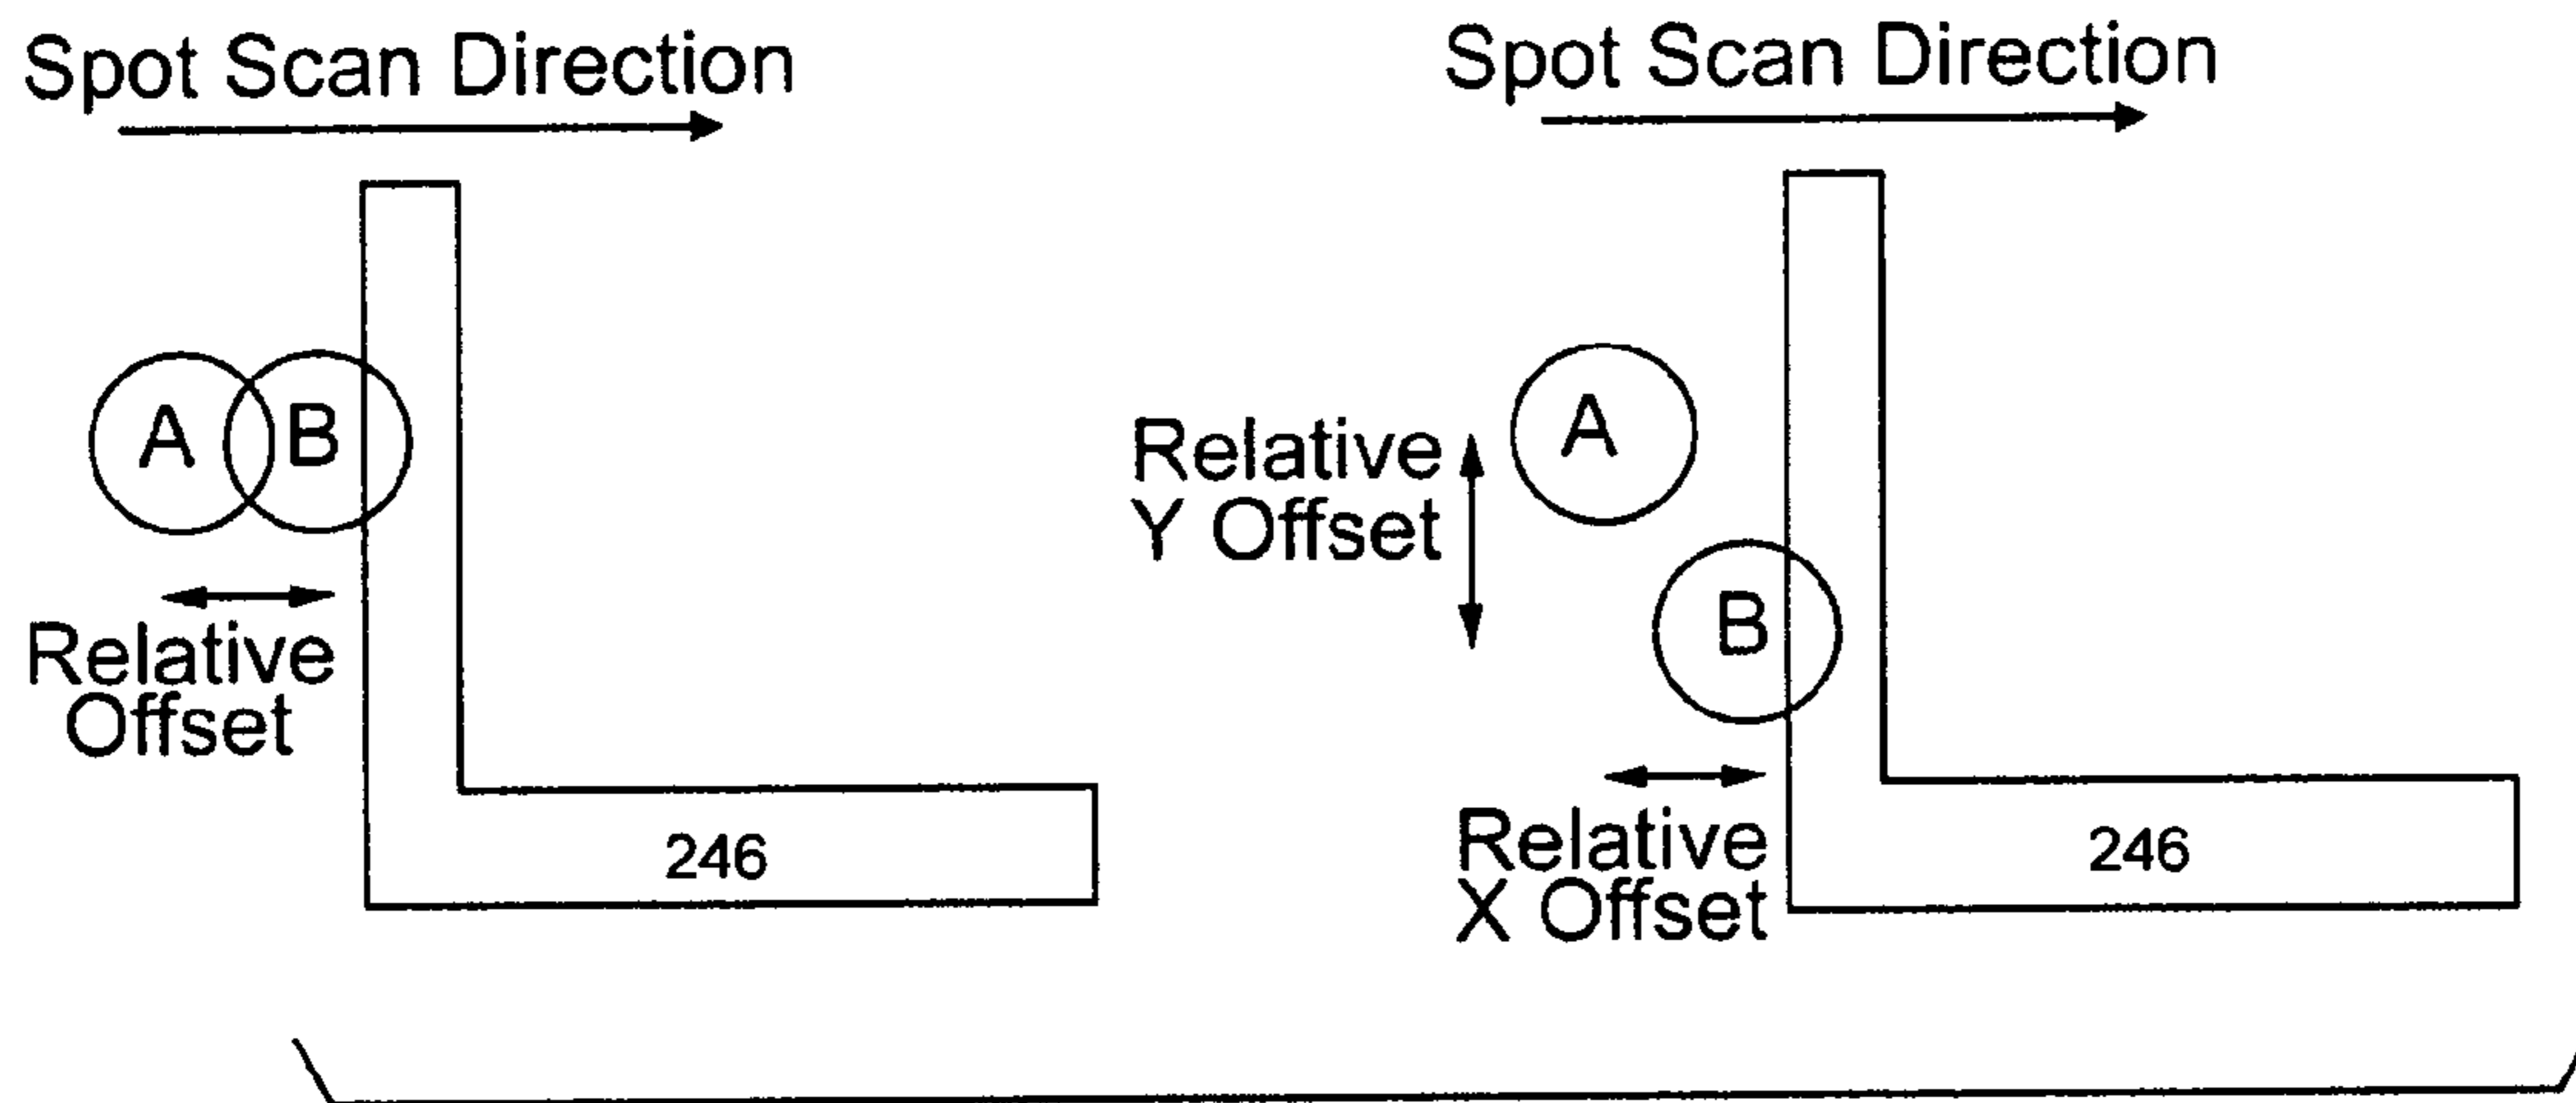 Spot Scan Direction
A B
Relative
Offset
246
Spot Scan Direction
Relative
Y Offset
A
B
Relative
X Offset
246